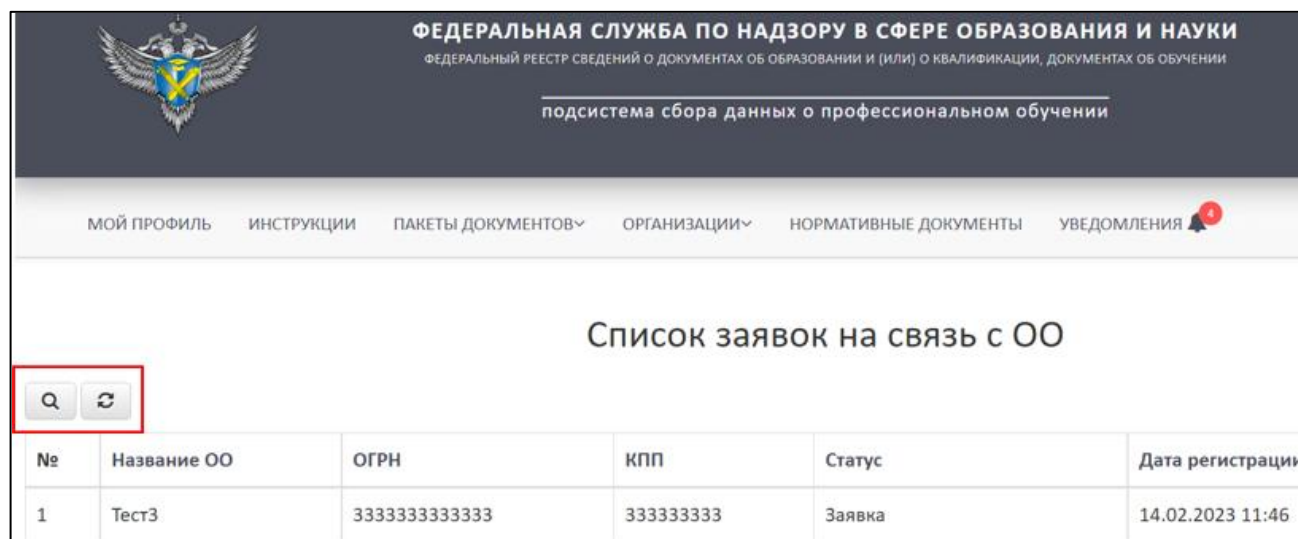 ФЕДЕРАЛЬНАЯ СЛУЖБА ПО НАДЗОРУ В СФЕРЕ ОБРАЗОВАНИЯ И НАУКИ
ФЕДЕРАЛЬНЫЙ РЕЕСТР СВЕДЕНИЙ О ДОКУМЕНТАХ ОБ ОБРАЗОВАНИИ И (ИЛИ) О КВАЛИФИКАЦИИ, ДОКУМЕНТАХ ОБ ОБУЧЕНИИ
подсистема сбора данных о профессиональном обучении
МОЙ ПРОФИЛЬ ИНСТРУКЦИИ ПАКЕТЫ ДОКУМЕНТОВ ОРГАНИЗАЦИИ НОРМАТИВНЫЕ ДОКУМЕНТЫ УВЕДОМЛЕНИЯ 4
Список заявок на связь с ОО
№ Название ОО ОГРН КПП Статус Дата регистрации
1 Тест3 3333333333333 333333333 Заявка 14.02.2023 11:46